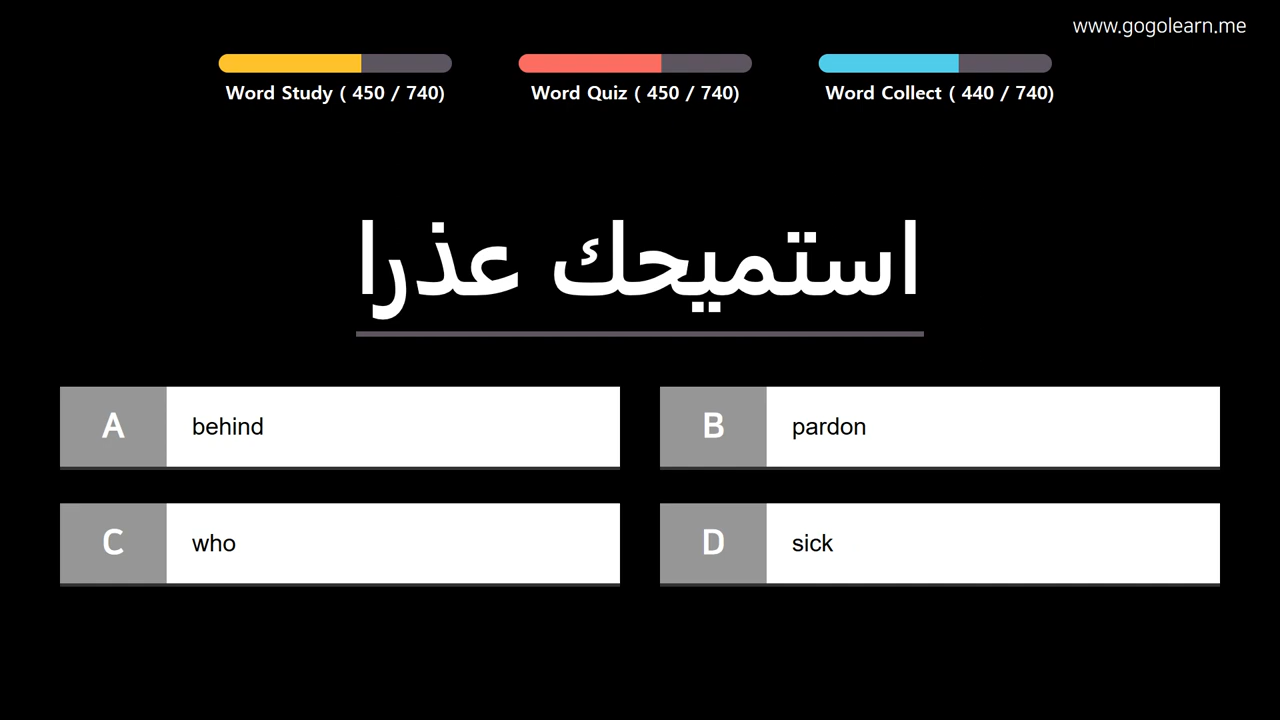 www.gogolearn.me
Word Study ( 450 / 740)
Word Quiz ( 450 / 740)
Word Collect ( 440 / 740)
استميحك عذرا
A behind
B pardon
C who
D sick